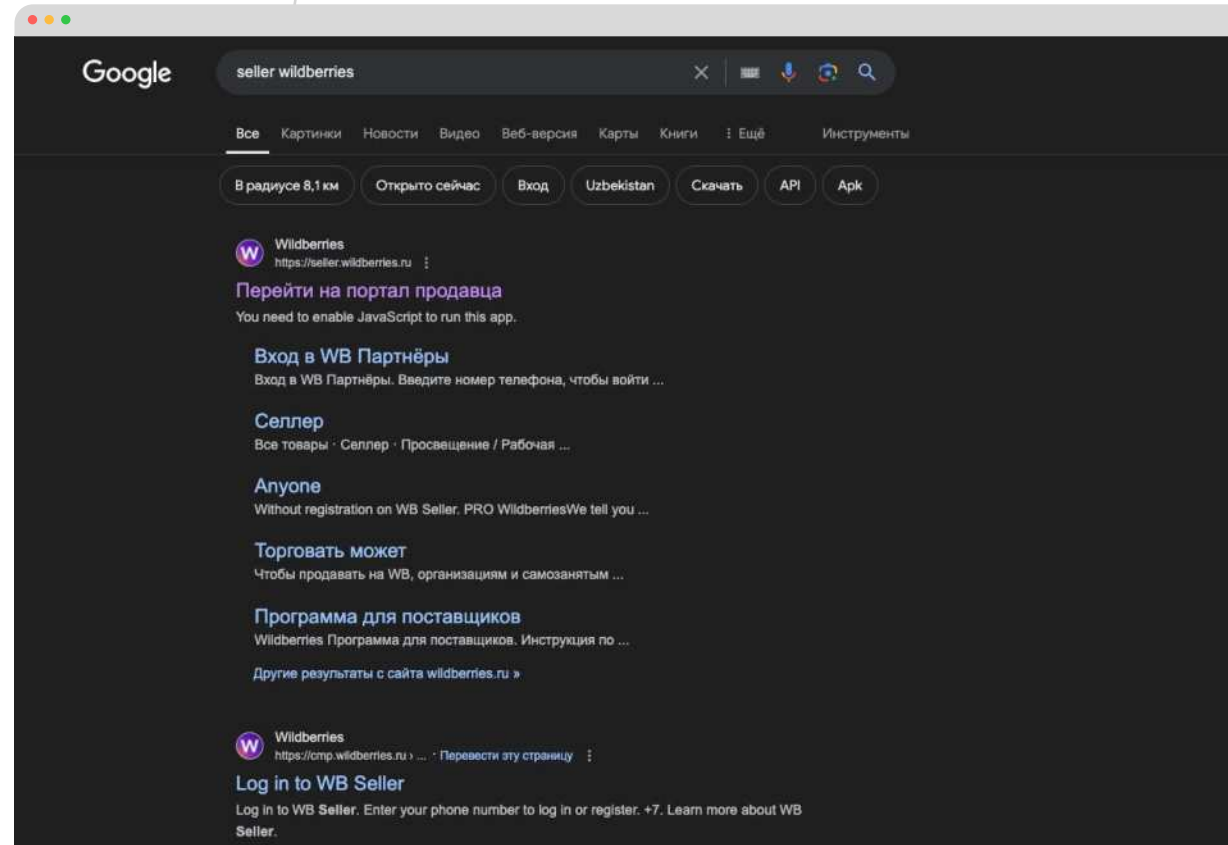 Google
seller wildberries
Все Картинки Новости Видео Веб-версия Карты Книги ⋮ Ещё Инструменты
В радиусе 8,1 км Открыто сейчас Вход Uzbekistan Скачать API Apk
W
Wildberries
https://seller.wildberries.ru ⋮
Перейти на портал продавца
You need to enable JavaScript to run this app.
Вход в WB Партнёры
Вход в WB Партнёры. Введите номер телефона, чтобы войти ...
Селлер
Все товары · Селлер · Просвещение / Рабочая ...
Anyone
Without registration on WB Seller. PRO WildberriesWe tell you ...
Торговать может
Чтобы продавать на WB, организациям и самозанятым ...
Программа для поставщиков
Wildberries Программа для поставщиков. Инструкция по ...
Другие результаты с сайта wildberries.ru »
W
Wildberries
https://cmp.wildberries.ru › ... · Перевести эту страницу ⋮
Log in to WB Seller
Log in to WB Seller. Enter your phone number to log in or register. +7. Learn more about WB
Seller.